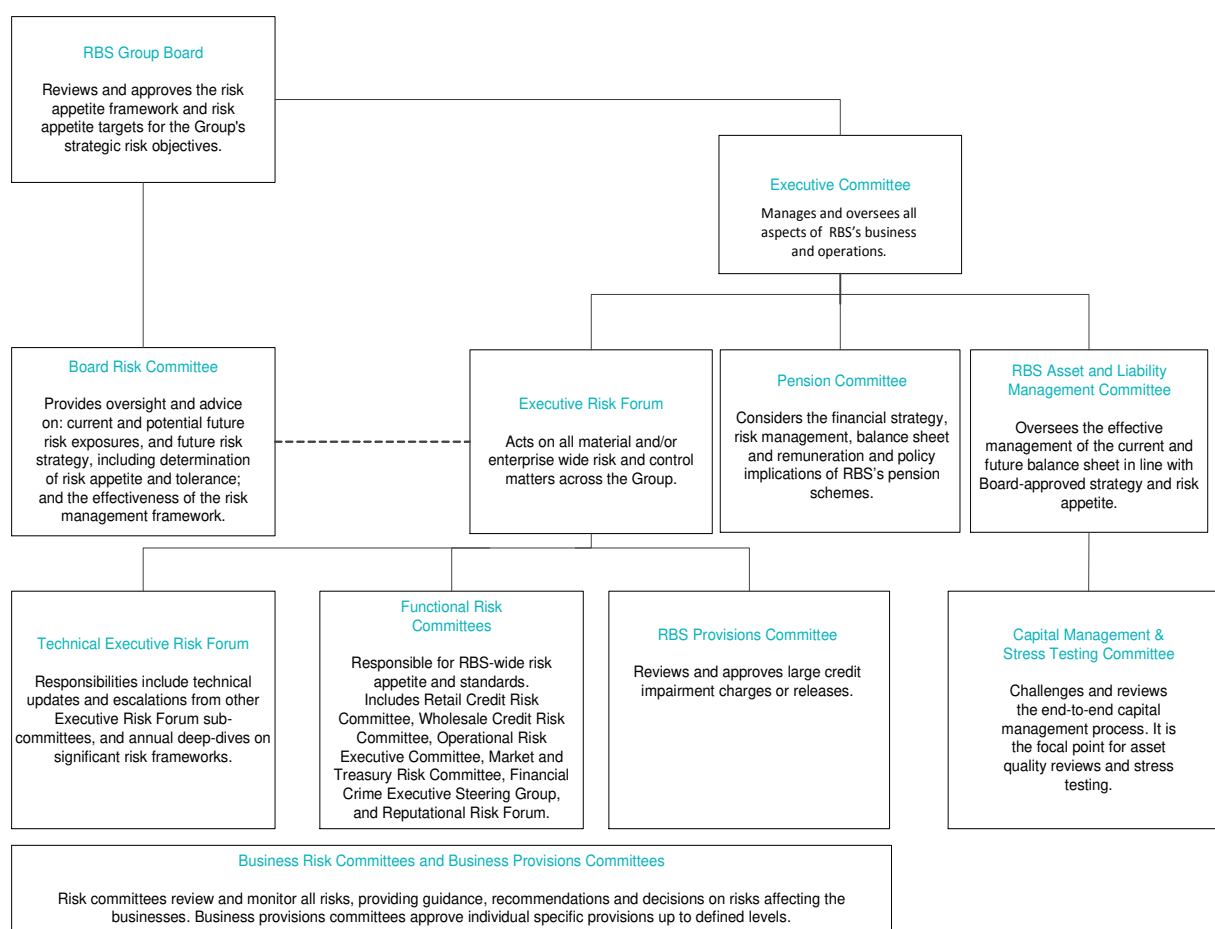 RBS Group Board
Reviews and approves the risk
appetite framework and risk
appetite targets for the Group's
strategic risk objectives.
Executive Committee
Manages and oversees all
aspects of RBS's business
and operations.
Board Risk Committee
Provides oversight and advice
on: current and potential future
risk exposures, and future risk
strategy, including determination
of risk appetite and tolerance;
and the effectiveness of the risk
management framework.
Executive Risk Forum
Acts on all material and/or
enterprise wide risk and control
matters across the Group.
Pension Committee
Considers the financial strategy,
risk management, balance sheet
and remuneration and policy
implications of RBS's pension
schemes.
RBS Asset and Liability
Management Committee
Oversees the effective
management of the current and
future balance sheet in line with
Board-approved strategy and risk
appetite.
Technical Executive Risk Forum
Responsibilities include technical
updates and escalations from other
Executive Risk Forum sub-
committees, and annual deep-dives on
significant risk frameworks.
Functional Risk
Committees
Responsible for RBS-wide risk
appetite and standards.
Includes Retail Credit Risk
Committee, Wholesale Credit Risk
Committee, Operational Risk
Executive Committee, Market and
Treasury Risk Committee, Financial
Crime Executive Steering Group,
and Reputational Risk Forum.
RBS Provisions Committee
Reviews and approves large credit
impairment charges or releases.
Capital Management &
Stress Testing Committee
Challenges and reviews
the end-to-end capital
management process. It is
the focal point for asset
quality reviews and stress
testing.
Business Risk Committees and Business Provisions Committees
Risk committees review and monitor all risks, providing guidance, recommendations and decisions on risks affecting the
businesses. Business provisions committees approve individual specific provisions up to defined levels.